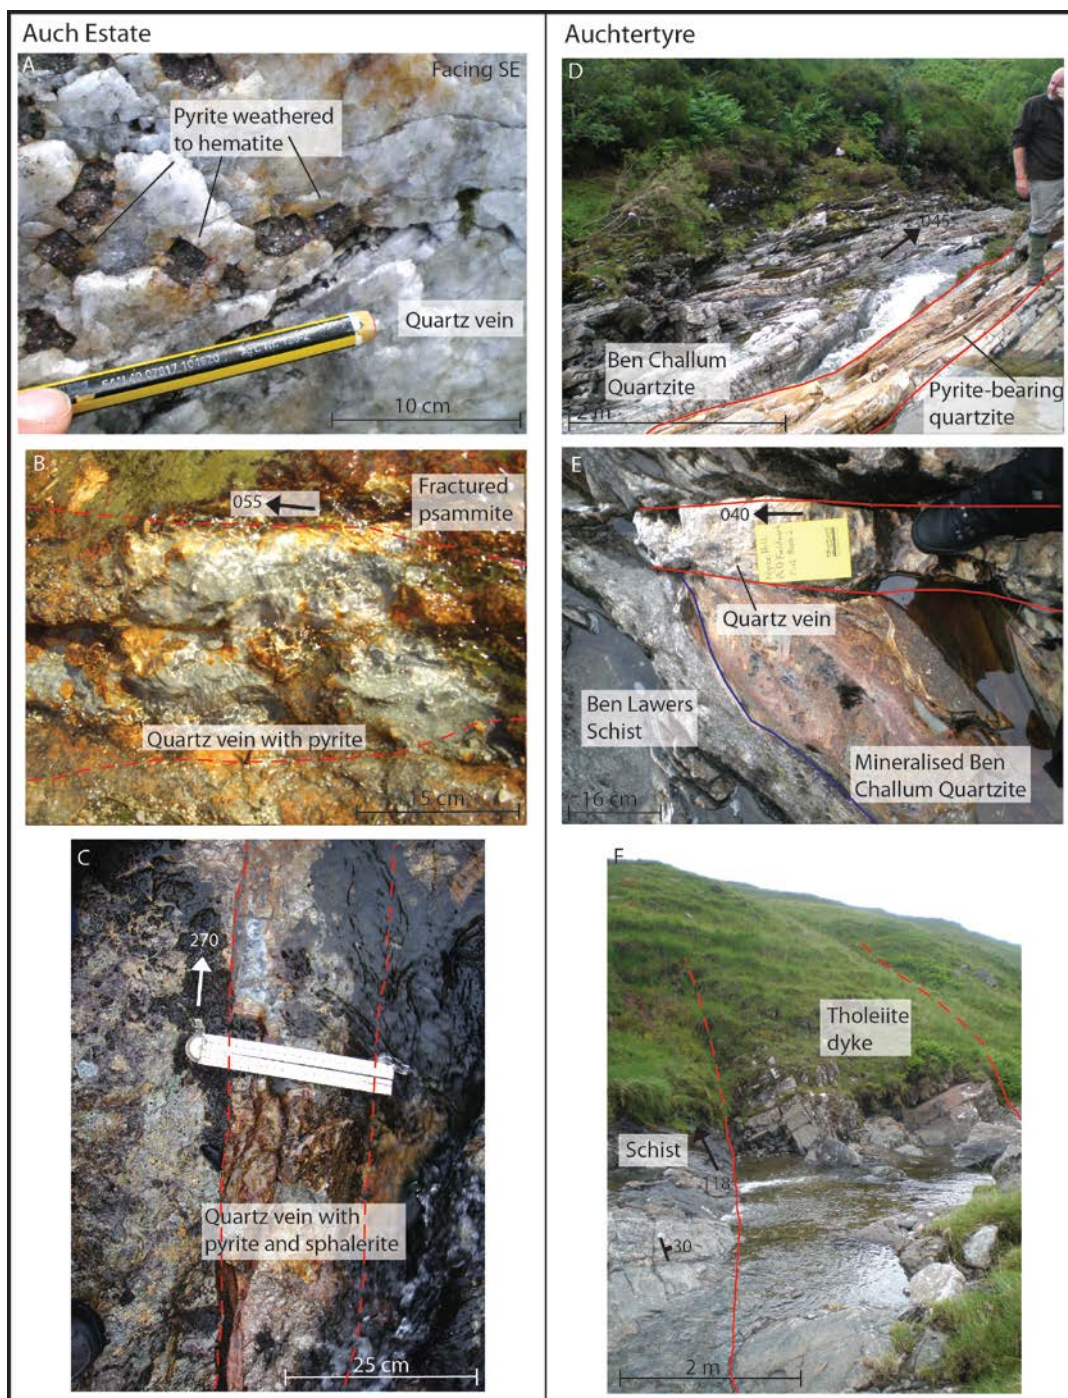 Auch Estate
A
Facing SE
Pyrite weathered
to hematite
Quartz vein
10 cm
B.
055
Fractured
psammite
Quartz vein with pyrite
15 cm
C
270
Quartz vein with
pyrite and sphalerite
25 cm
Auchtertyre
D
045
Ben Challum
Quartzite
Pyrite-bearing
quartzite
2 m
E
040
Quartz vein
Ben Lawers
Schist
Mineralised Ben
Challum Quartzite
16 cm
F
Tholeiite
dyke
Schist
118
30
2 m